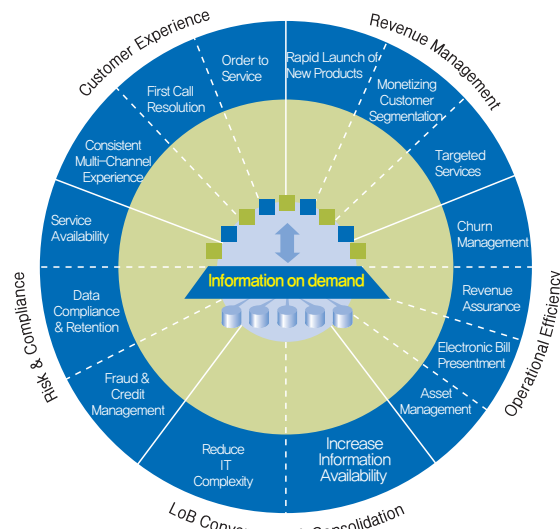 Customer Experience
Revenue Management
Order to
Service
Rapid Launch of
New Products
First Call
Resolution
Monetizing
Customer
Segmentation
Consistent
Multi-Channel
Experience
Targeted
Services
Service
Availability
Churn
Management
Information on demand
Risk & Compliance
Operational Efficiency
Data
Compliance
& Retention
Revenue
Assurance
Electronic Bill
Presentment
Fraud &
Credit
Management
Asset
Management
Reduce
IT
Complexity
Increase
Information
Availability
LoB Consolidation